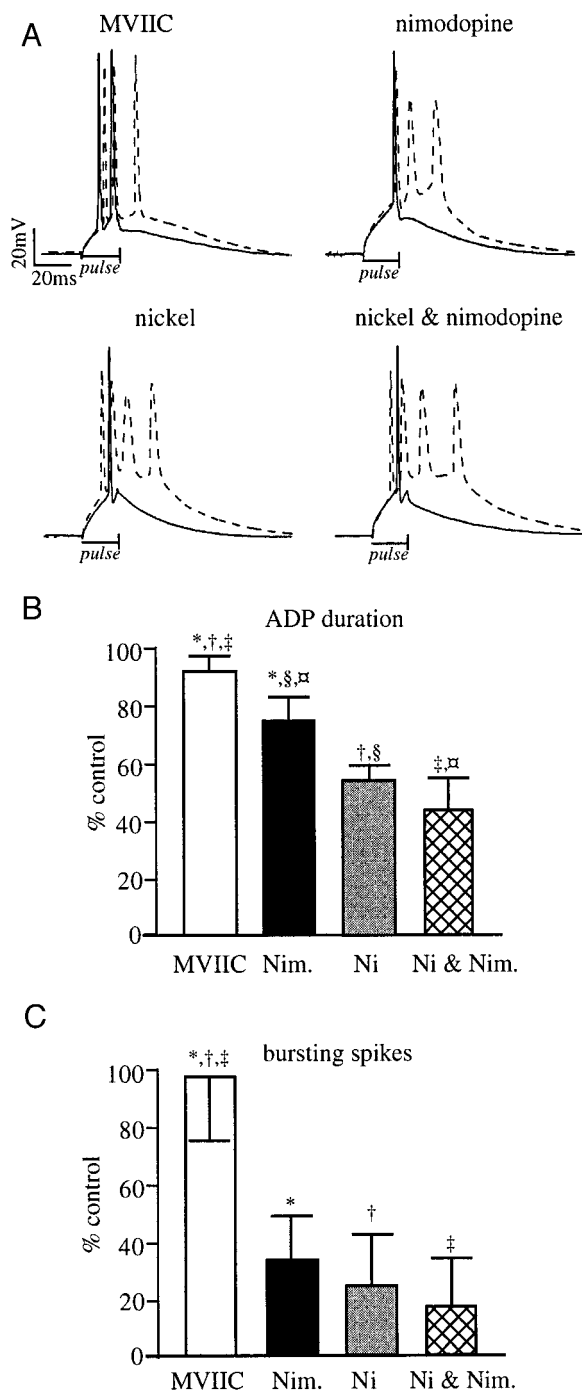 A
MVIIC
nimodopine
20mV
20ms
pulse
pulse
nickel
nickel & nimodopine
pulse
pulse
B
ADP duration
100
80
60
40
20
0
% control
*,†,‡
*,§,¤
†,§
‡,¤
MVIIC Nim. Ni Ni & Nim.
C
bursting spikes
100
80
60
40
20
0
% control
*,†,‡
*
†
‡
MVIIC Nim. Ni Ni & Nim.